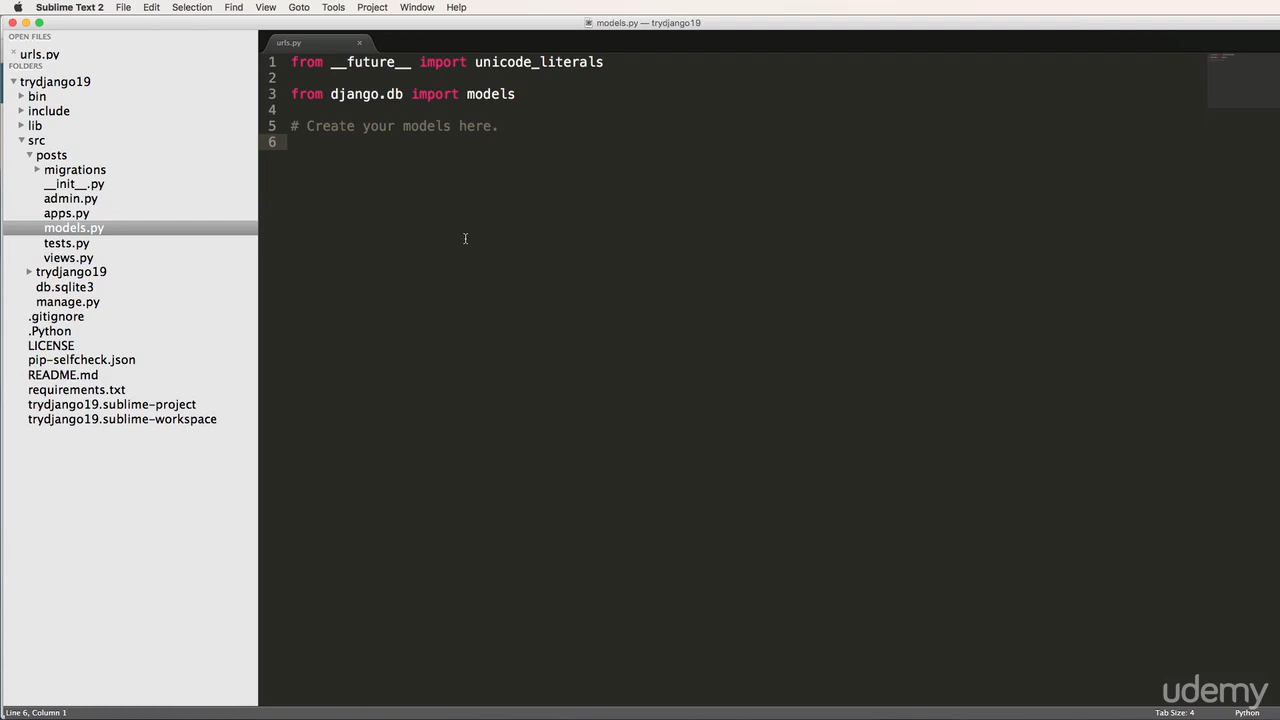 Sublime Text 2 File Edit Selection Find View Goto Tools Project Window Help
models.py — trydjango19
OPEN FILES
urls.py
FOLDERS
trydjango19
bin
include
lib
src
posts
migrations
__init__.py
admin.py
apps.py
models.py
tests.py
views.py
trydjango19
db.sqlite3
manage.py
.gitignore
.Python
LICENSE
pip-selfcheck.json
README.md
requirements.txt
trydjango19.sublime-project
trydjango19.sublime-workspace
urls.py
1 from __future__ import unicode_literals
2
3 from django.db import models
4
5 # Create your models here.
6
udemy
Line 6, Column 1
Tab Size: 4
Python